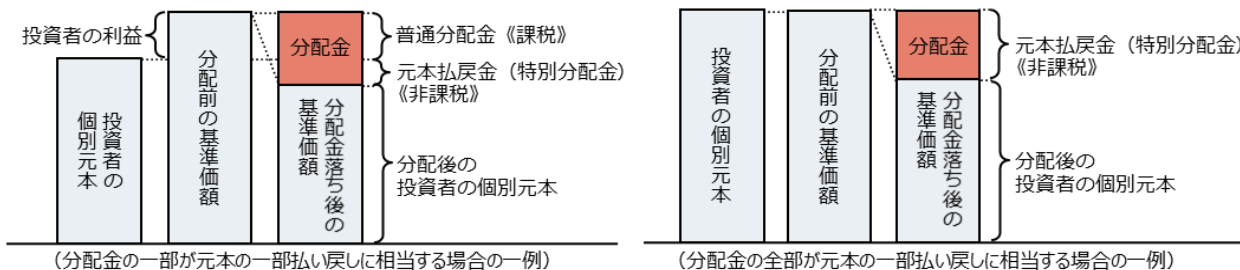 投資者の利益
投資者の
個別元本
分配前の基準価額
分配金
分配金落ち後の
基準価額
普通分配金《課税》
元本払戻金（特別分配金）
《非課税》
分配後の
投資者の個別元本
（分配金の一部が元本の一部払い戻しに相当する場合の一例）
投資者の個別元本
分配前の基準価額
分配金
分配金落ち後の
基準価額
元本払戻金（特別分配金）
《非課税》
分配後の
投資者の個別元本
（分配金の全部が元本の一部払い戻しに相当する場合の一例）